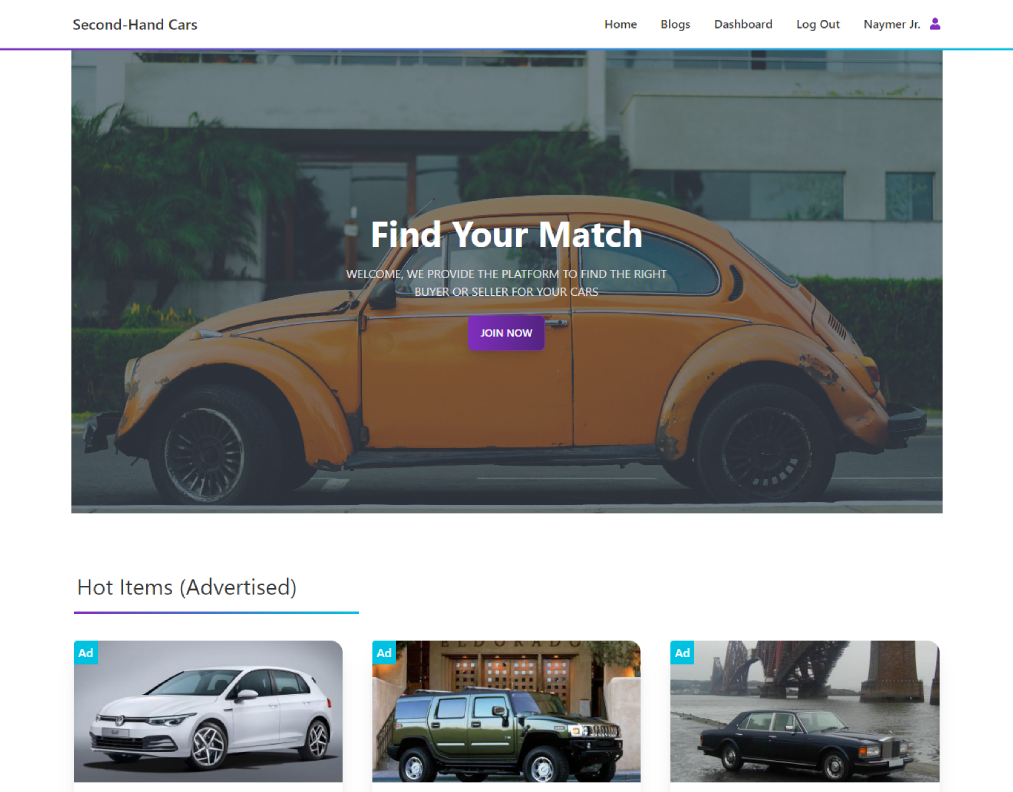 Second-Hand Cars
Home Blogs Dashboard Log Out Naymer Jr.
Find Your Match
WELCOME, WE PROVIDE THE PLATFORM TO FIND THE RIGHT
BUYER OR SELLER FOR YOUR CARS
JOIN NOW
Hot Items (Advertised)
Ad Ad Ad